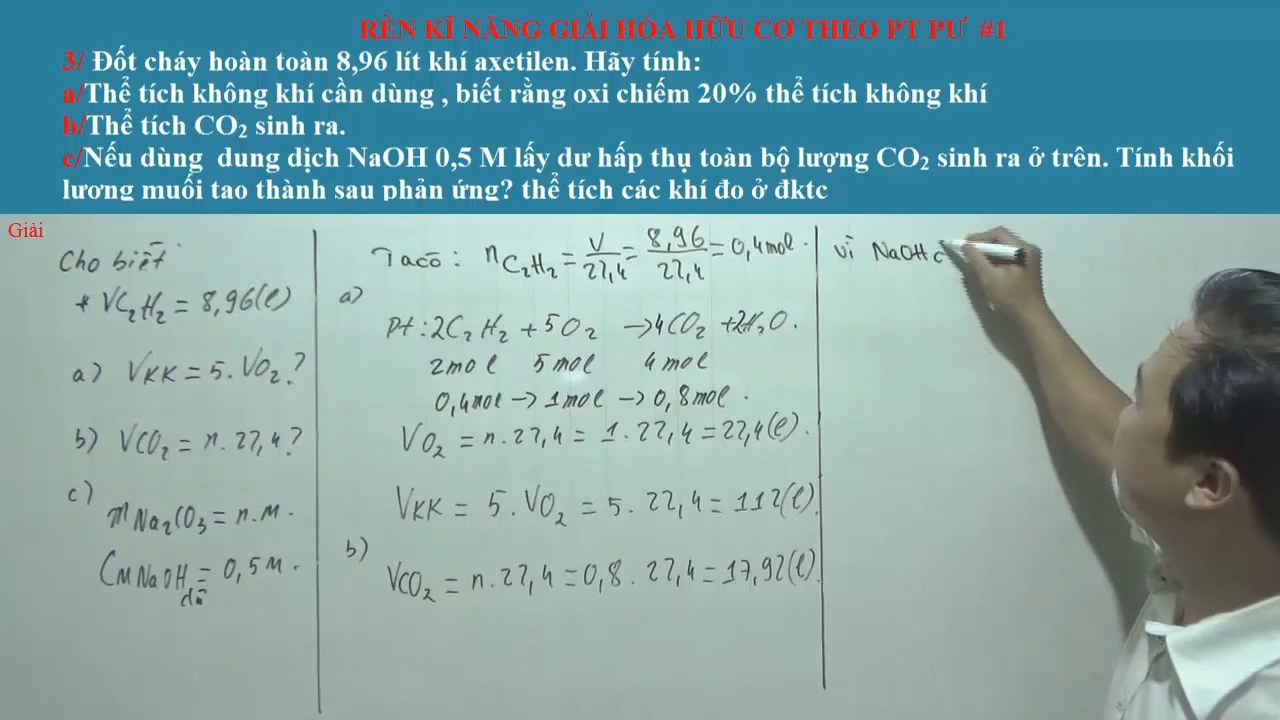 RÈN KĨ NĂNG GIẢI HÓA HỮU CƠ THEO PT PƯ #1
3/ Đốt cháy hoàn toàn 8,96 lít khí axetilen. Hãy tính:
a/Thể tích không khí cần dùng , biết rằng oxi chiếm 20% thể tích không khí
b/Thể tích CO₂ sinh ra.
c/Nếu dùng dung dịch NaOH 0,5 M lấy dư hấp thụ toàn bộ lượng CO₂ sinh ra ở trên. Tính khối
lương muối tao thành sau phản ứng? thể tích các khí đo ở đktc
Giải
Cho biết
* VC₂H₂ = 8,96(l)
a) VKK = 5.VO₂?
b) VCO₂ = n.22,4?
c)
mNa₂CO₃ = n.M.
CMNaOH = 0,5M.
dư
Ta có: nC₂H₂ = V/22,4 = 8,96/22,4 = 0,4mol.
a)
Pt: 2C₂H₂ + 5O₂ → 4CO₂ + 2H₂O.
2mol 5mol 4mol
0,4mol → 1mol → 0,8mol.
VO₂ = n.22,4 = 1.22,4 = 22,4(l).
VKK = 5.VO₂ = 5.22,4 = 112(l).
b)
VCO₂ = n.22,4 = 0,8.22,4 = 17,92(l).
Vì NaOH c